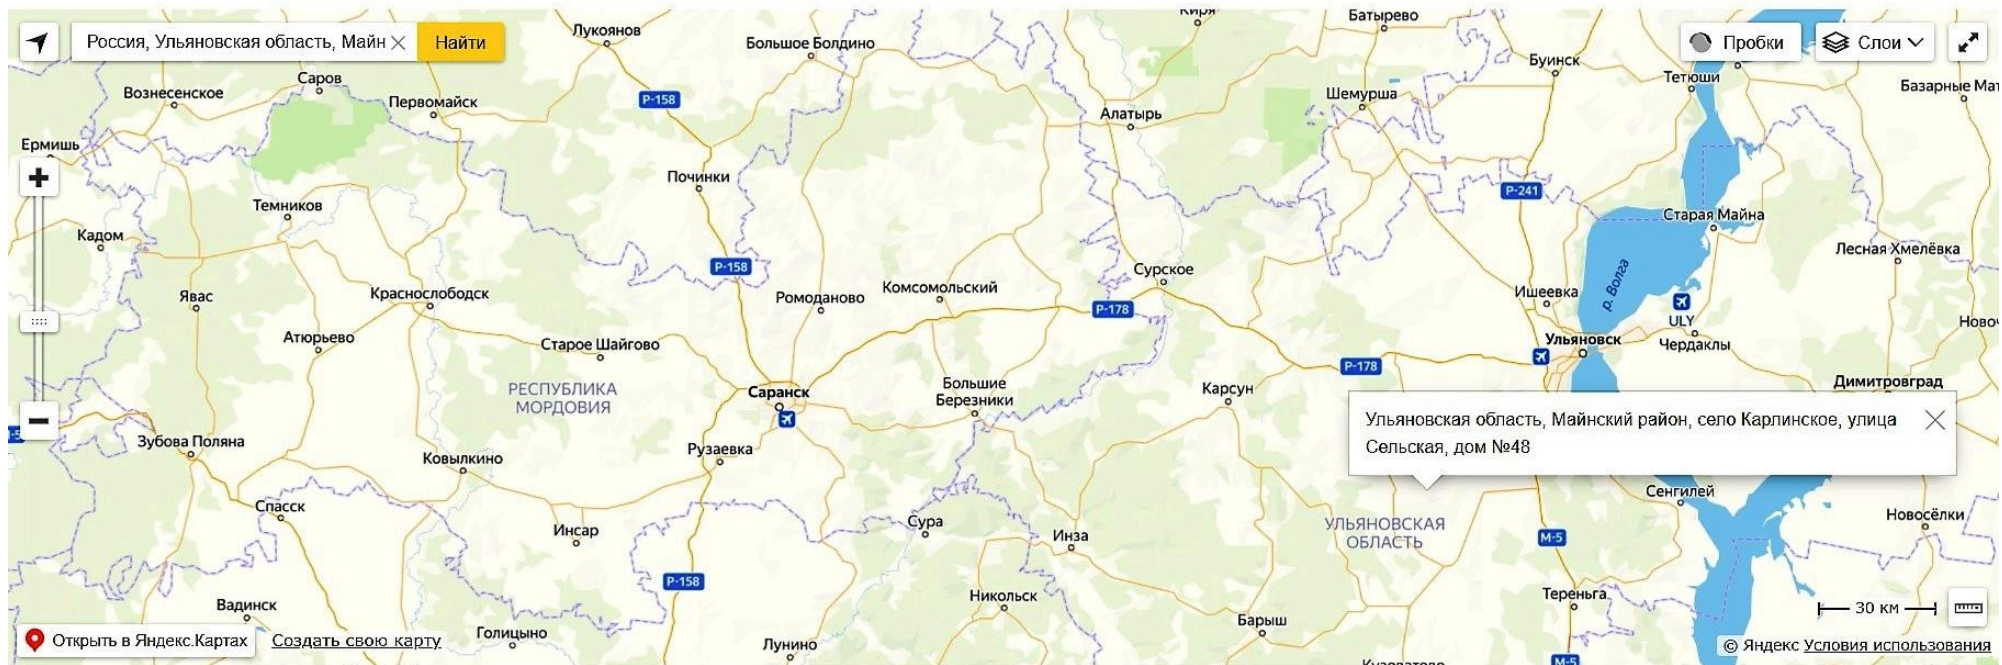 Россия, Ульяновская область, Майн
Найти
Пробки
Слои
Лукоянов
Большое Болдино
Киря
Батырево
Буинск
Тетюши
Базарные Мат
Саров
Вознесенское
Первомайск
Р-158
Шемурша
Алатырь
Ермишь
Починки
Р-241
Темников
Старая Майна
Кадом
Лесная Хмелёвка
Р-158
Сурское
р. Волга
Явас
Краснослободск
Ромоданово
Комсомольский
Р-178
Ишеевка
ULY
Новоч
Атюрьево
Старое Шайгово
Ульяновск
Чердаклы
Р-178
РЕСПУБЛИКА
МОРДОВИЯ
Саранск
Большие
Березники
Карсун
Димитровград
Ульяновская область, Майнский район, село Карлинское, улица
Сельская, дом №48
Зубова Поляна
Рузаевка
Ковылкино
Сенгилей
Спасск
Инсар
Сура
Инза
УЛЬЯНОВСКАЯ
ОБЛАСТЬ
М-5
Новосёлки
Р-158
Вадинск
Никольск
Тереньга
30 км
Голицыно
Лунино
Барыш
Кузоватово
М-5
Открыть в Яндекс.Картах
Создать свою карту
© Яндекс Условия использования